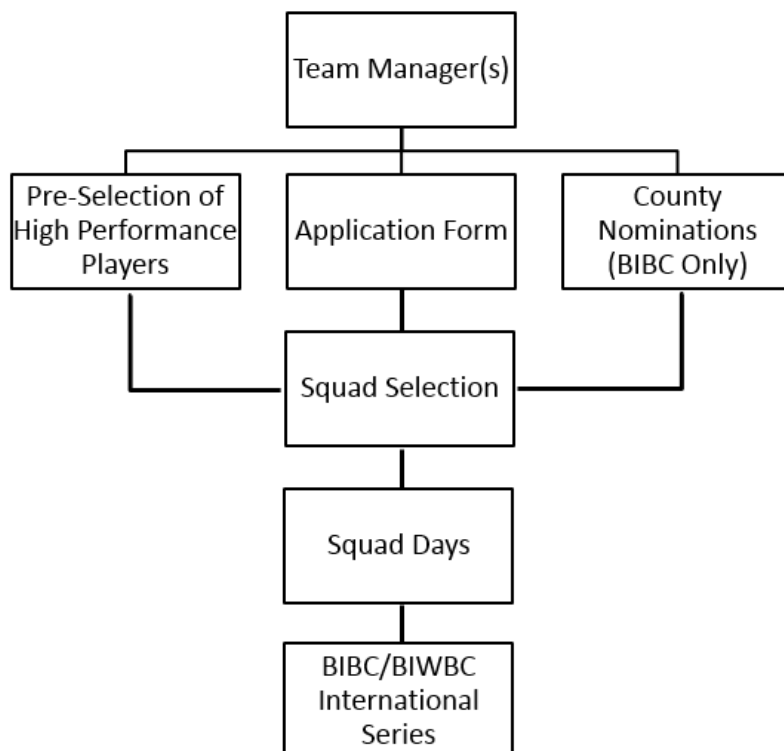 Team Manager(s)
Pre-Selection of
High Performance
Players
Application Form
County
Nominations
(BIBC Only)
Squad Selection
Squad Days
BIBC/BIWBC
International
Series